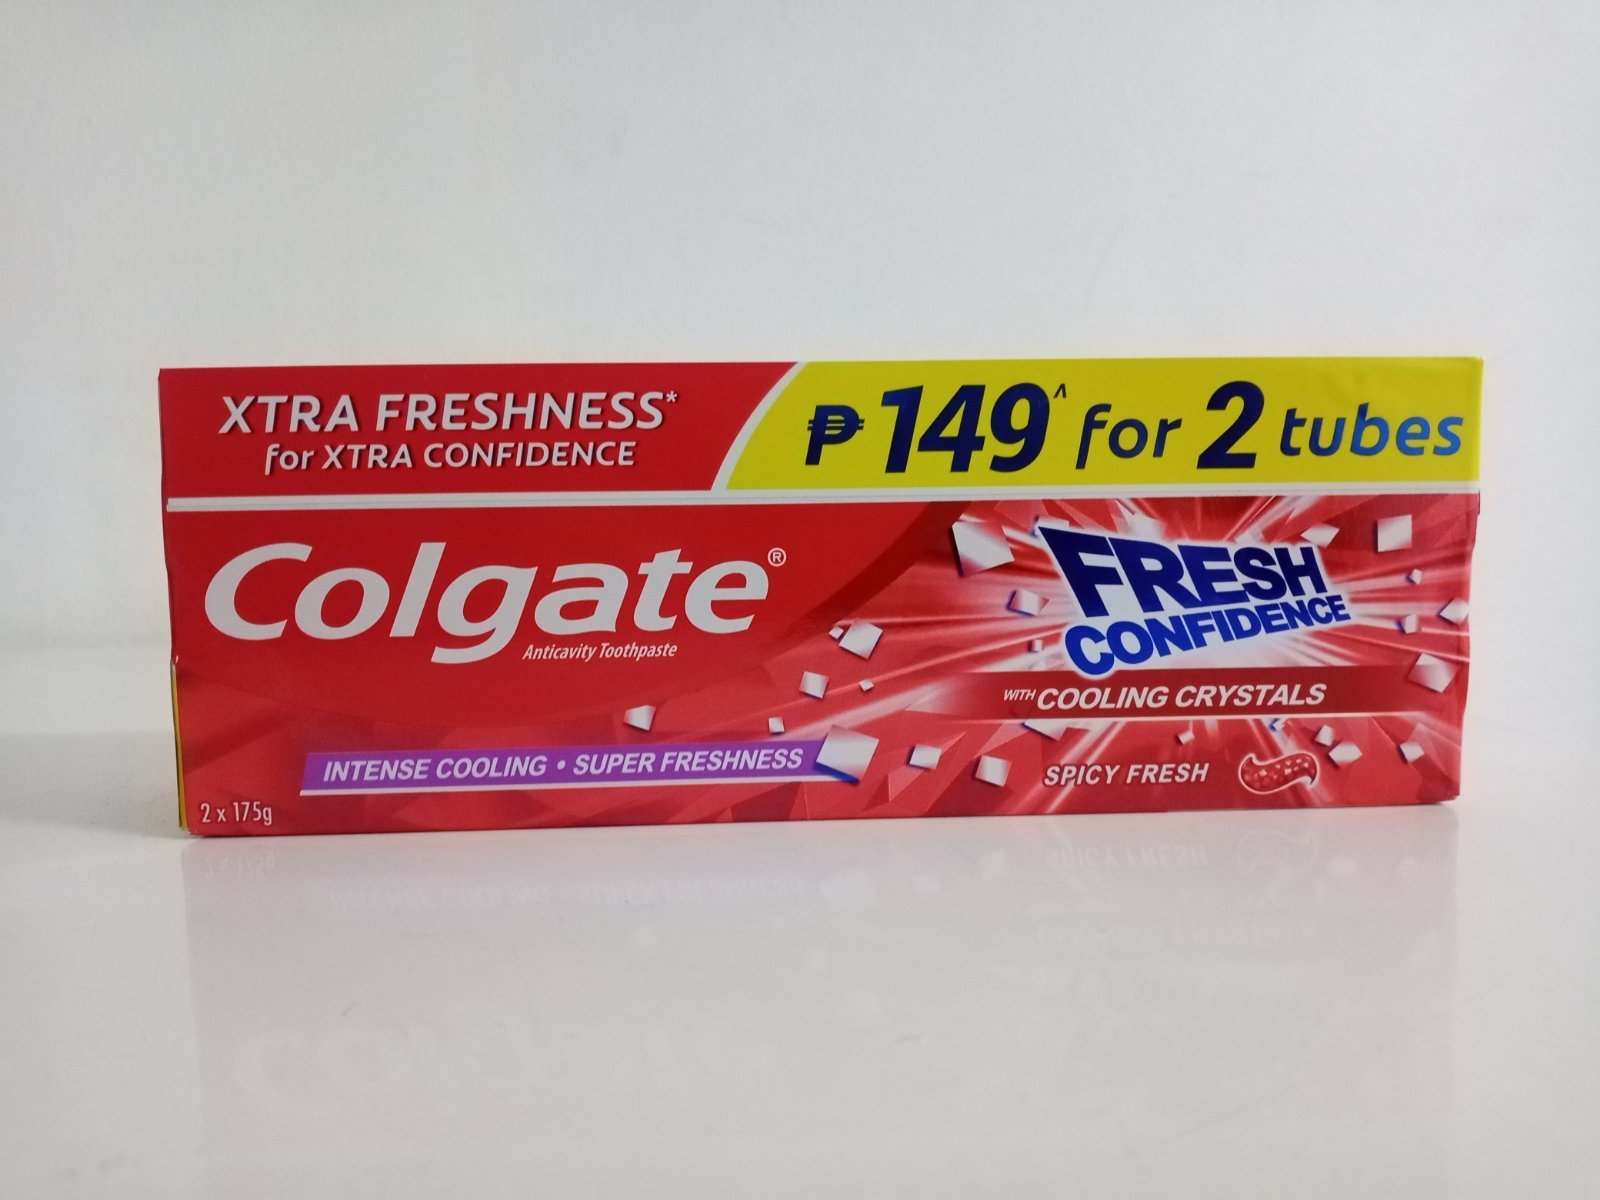 XTRA FRESHNESS*
for XTRA CONFIDENCE
₱149^ for 2 tubes
Colgate®
Anticavity Toothpaste
FRESH
CONFIDENCE
WITH COOLING CRYSTALS
INTENSE COOLING • SUPER FRESHNESS
SPICY FRESH
2 x 175g